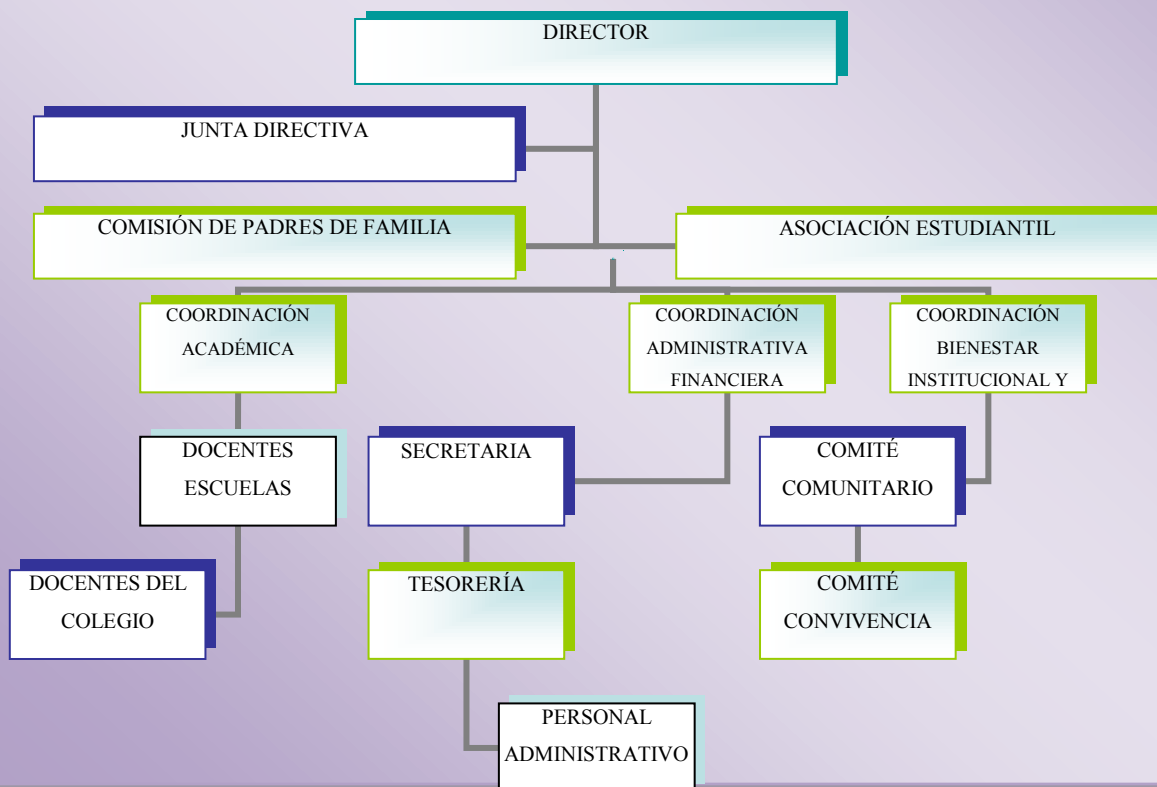 DIRECTOR
JUNTA DIRECTIVA
COMISIÓN DE PADRES DE FAMILIA
ASOCIACIÓN ESTUDIANTIL
COORDINACIÓN
ACADÉMICA
COORDINACIÓN
ADMINISTRATIVA
FINANCIERA
COORDINACIÓN
BIENESTAR
INSTITUCIONAL Y
DOCENTES
ESCUELAS
SECRETARIA
COMITÉ
COMUNITARIO
DOCENTES DEL
COLEGIO
TESORERÍA
COMITÉ
CONVIVENCIA
PERSONAL
ADMINISTRATIVO